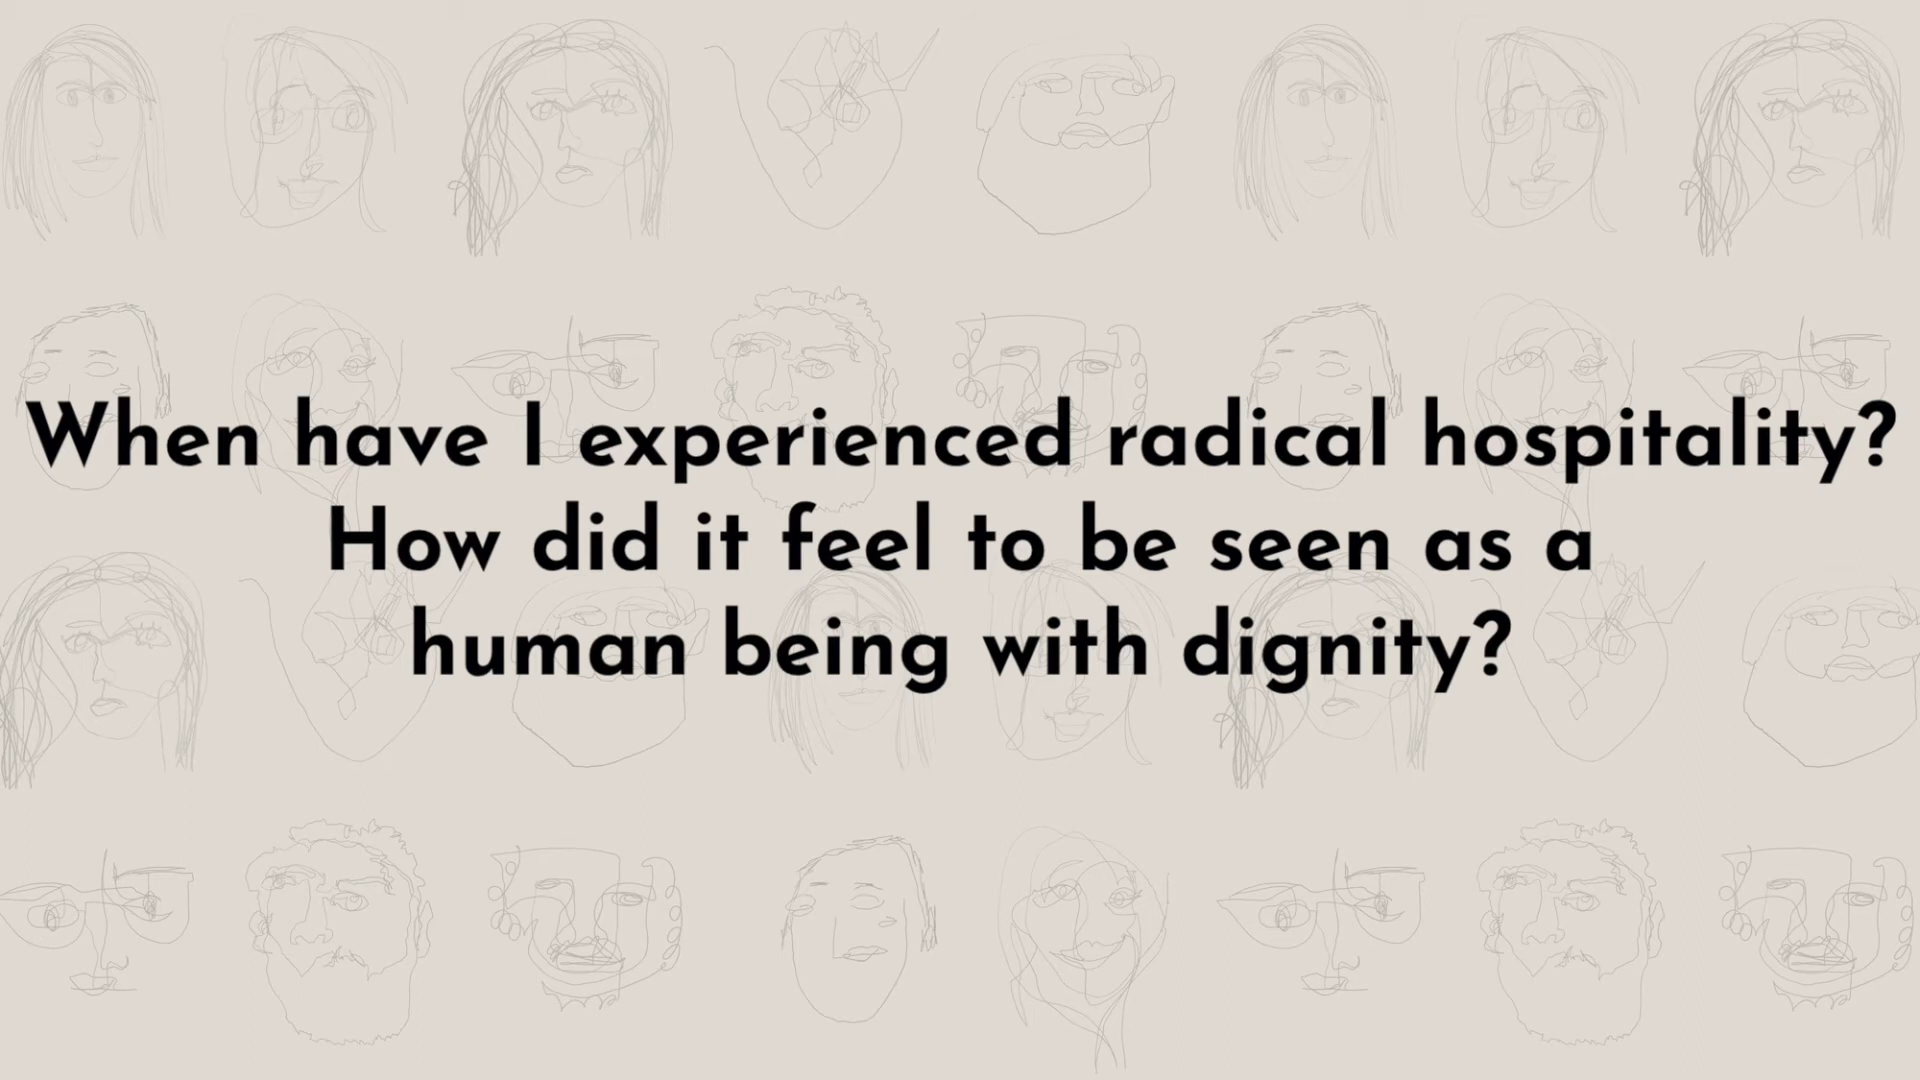 When have I experienced radical hospitality?
How did it feel to be seen as a
human being with dignity?